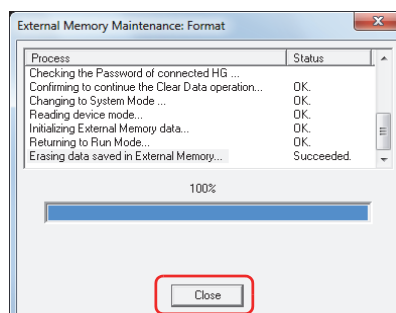 External Memory Maintenance: Format
Process Status
Checking the Password of connected HG ...
Confirming to continue the Clear Data operation... OK.
Changing to System Mode ... OK.
Reading device mode... OK.
Initializing External Memory data... OK.
Returning to Run Mode... OK.
Erasing data saved in External Memory... Succeeded.
100%
Close